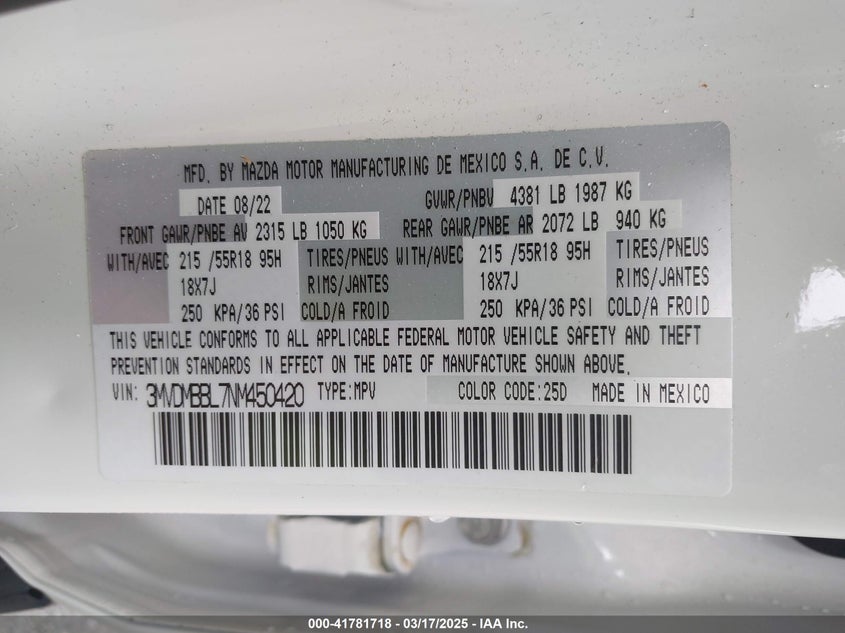 MFD. BY MAZDA MOTOR MANUFACTURING DE MEXICO S.A. DE C.V.
DATE 08/22 GVWR/PNBV 4381 LB 1987 KG
FRONT GAWR/PNBE AV 2315 LB 1050 KG REAR GAWR/PNBE AR 2072 LB 940 KG
WITH/AVEC 215 /55R18 95H TIRES/PNEUS WITH/AVEC 215 /55R18 95H TIRES/PNEUS
18X7J RIMS/JANTES 18X7J RIMS/JANTES
250 KPA/36 PSI COLD/A FROID 250 KPA/36 PSI COLD/A FROID
THIS VEHICLE CONFORMS TO ALL APPLICABLE FEDERAL MOTOR VEHICLE SAFETY AND THEFT
PREVENTION STANDARDS IN EFFECT ON THE DATE OF MANUFACTURE SHOWN ABOVE.
VIN: 3MVDMBBL7NM450420 TYPE:MPV COLOR CODE:25D MADE IN MEXICO
000-41781718 - 03/17/2025 - IAA Inc.